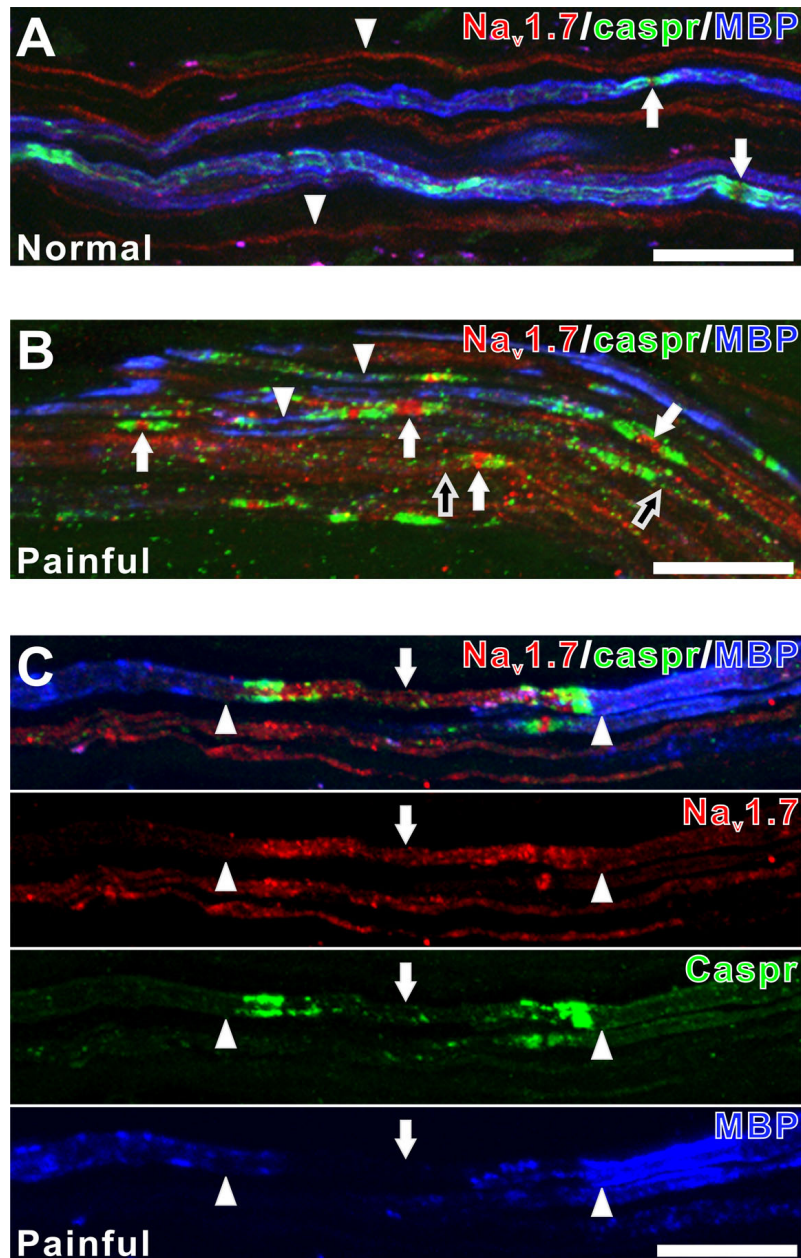 A
Naᵥ1.7/caspr/MBP
Normal
B
Naᵥ1.7/caspr/MBP
Painful
C
Naᵥ1.7/caspr/MBP
Naᵥ1.7
Caspr
MBP
Painful